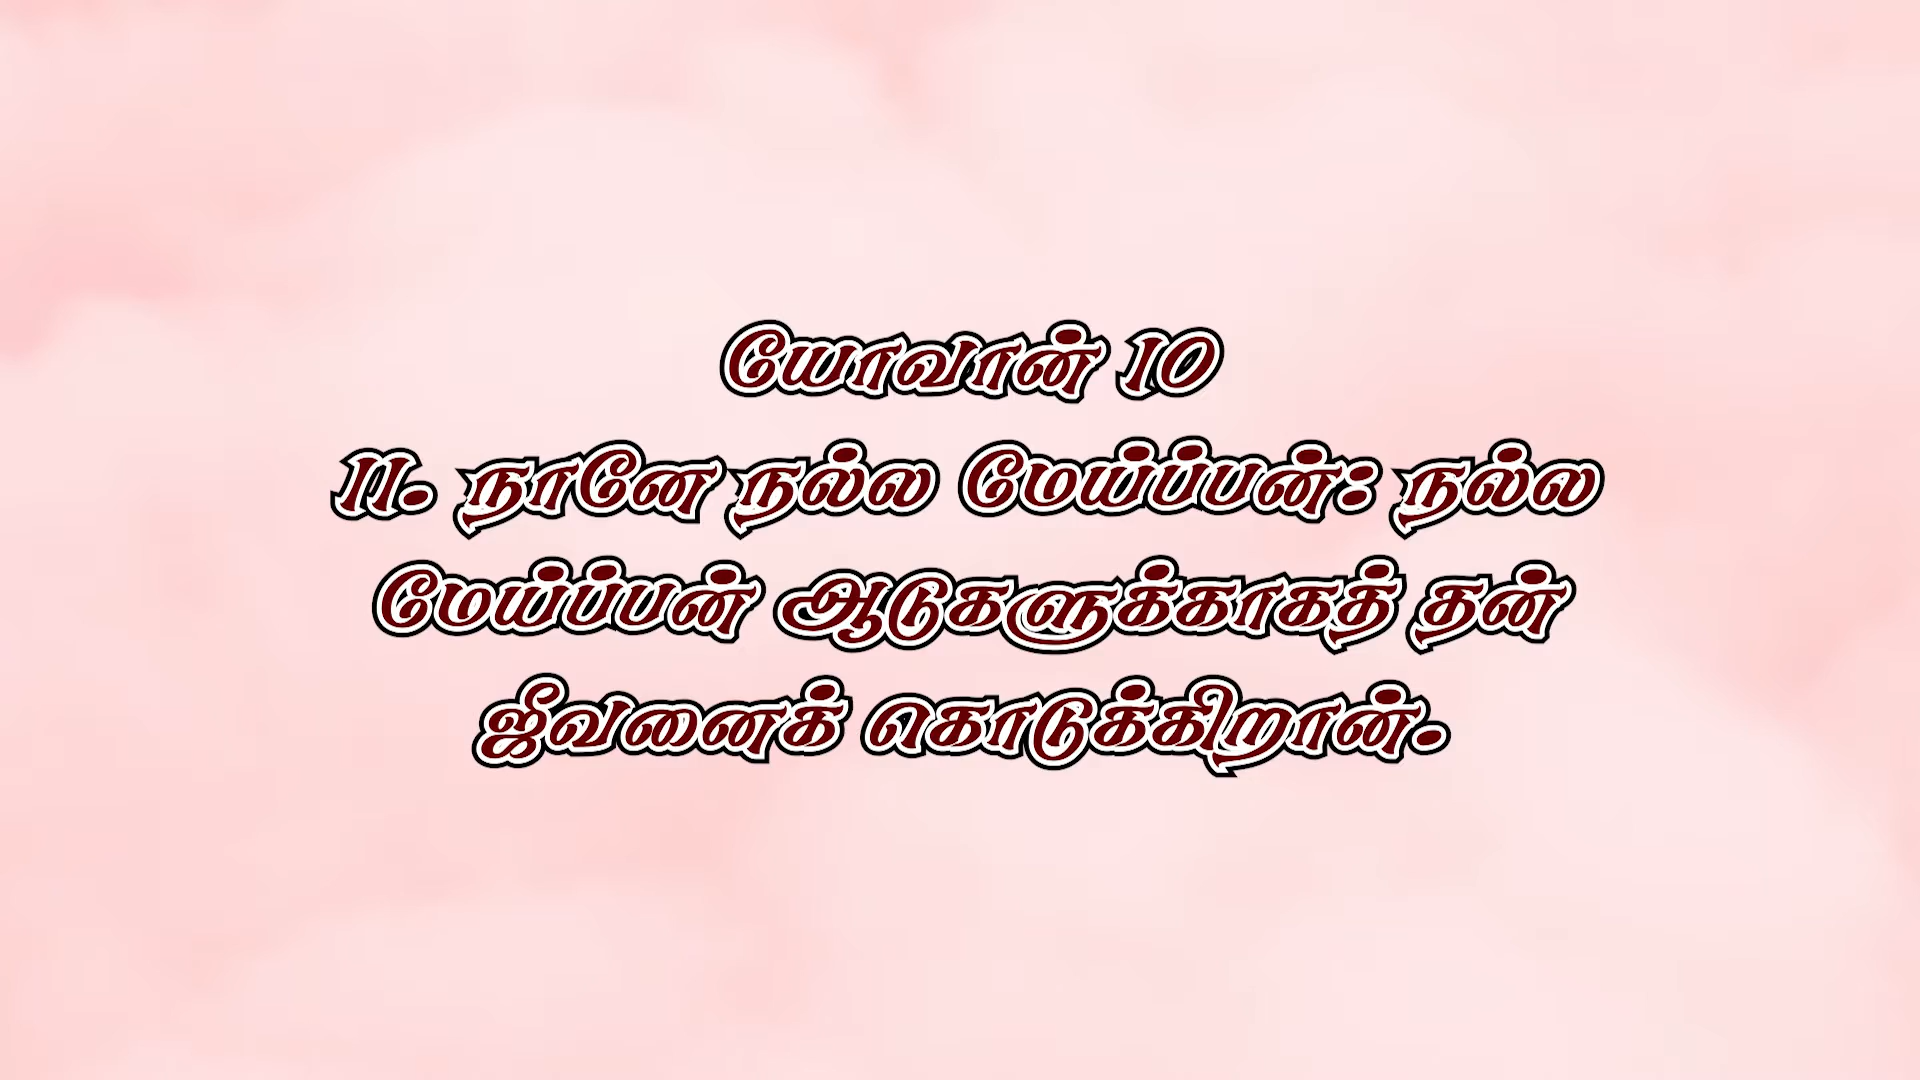 யோவான் 10
11. நானே நல்ல மேய்ப்பன்: நல்ல
மேய்ப்பன் ஆடுகளுக்காகத் தன்
ஜீவனைக் கொடுக்கிறான்.